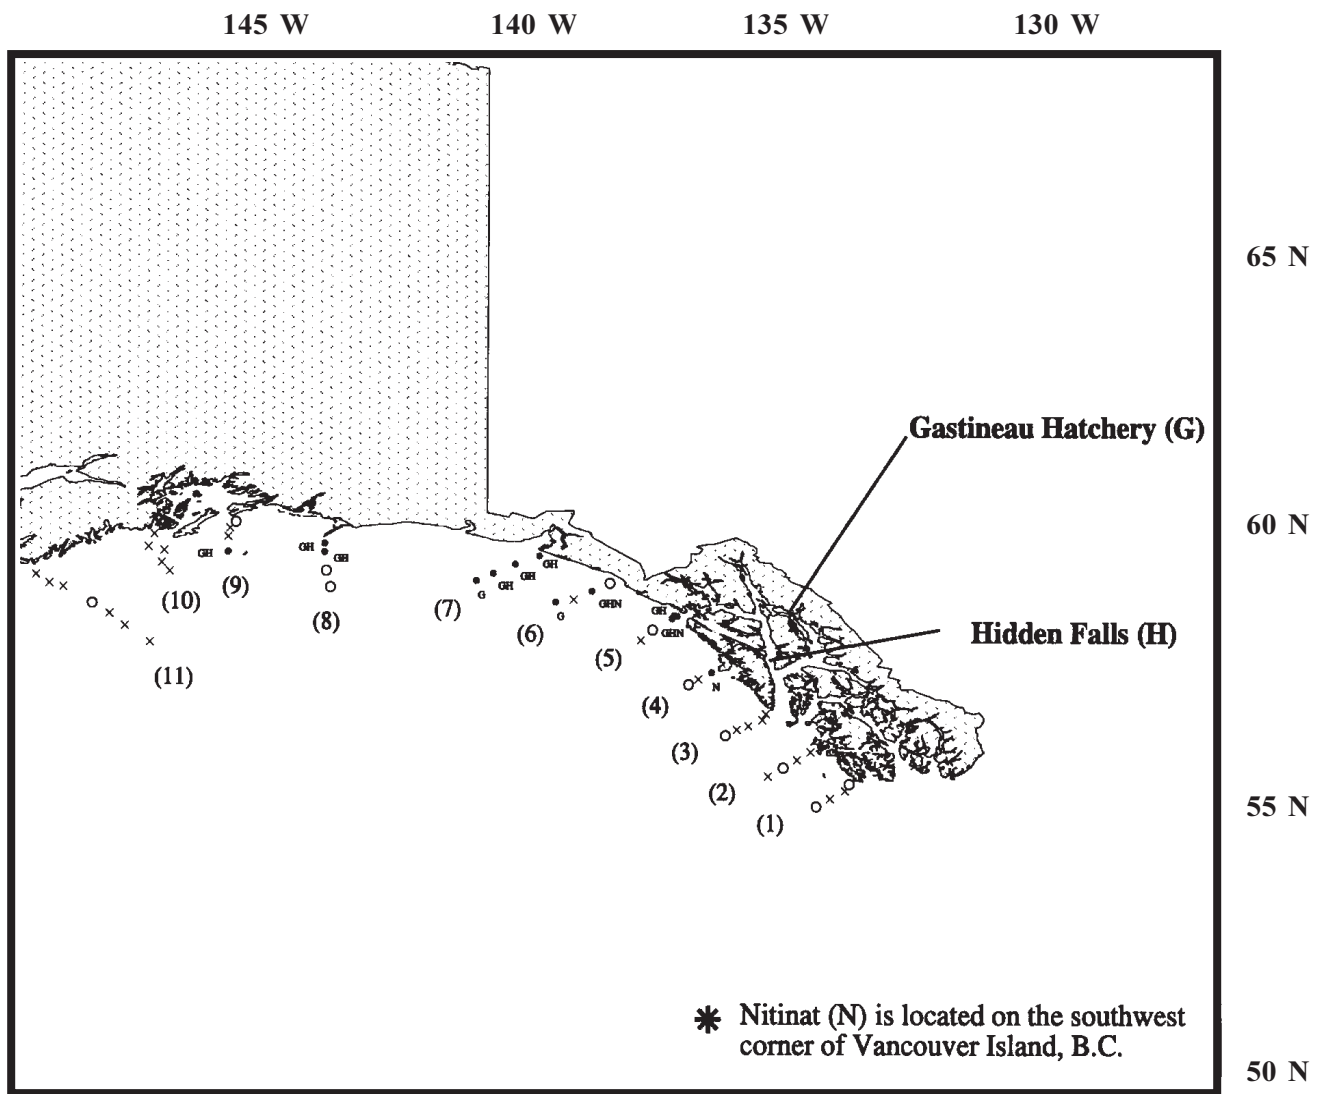 145 W 140 W 135 W 130 W
65 N
Gastineau Hatchery (G)
60 N
GH
GH
GH
GH
GH
GH
G
GHN
G
GH
GHN
N
(9)
(10)
(7)
(8)
(6)
Hidden Falls (H)
(5)
(11)
(4)
(3)
(2)
55 N
(1)
✱ Nitinat (N) is located on the southwest
corner of Vancouver Island, B.C.
50 N